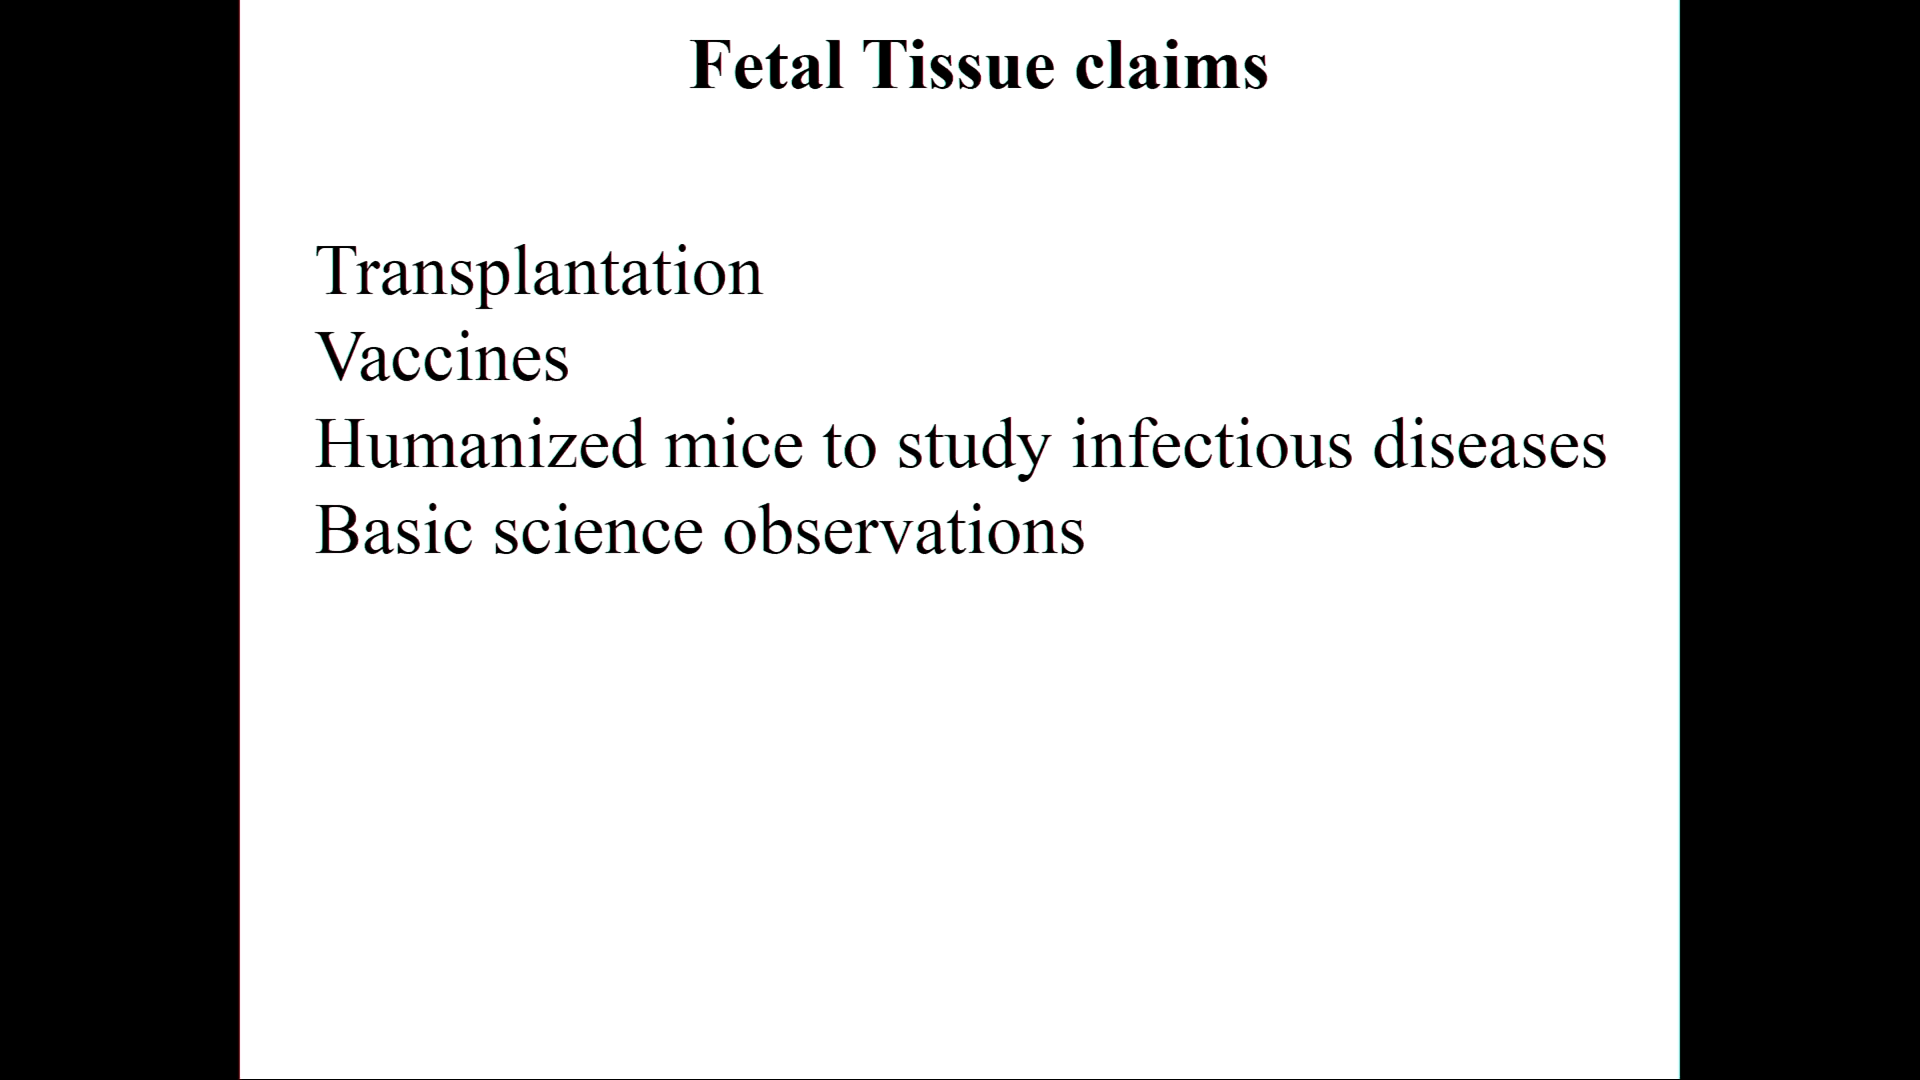 Fetal Tissue claims
Transplantation
Vaccines
Humanized mice to study infectious diseases
Basic science observations